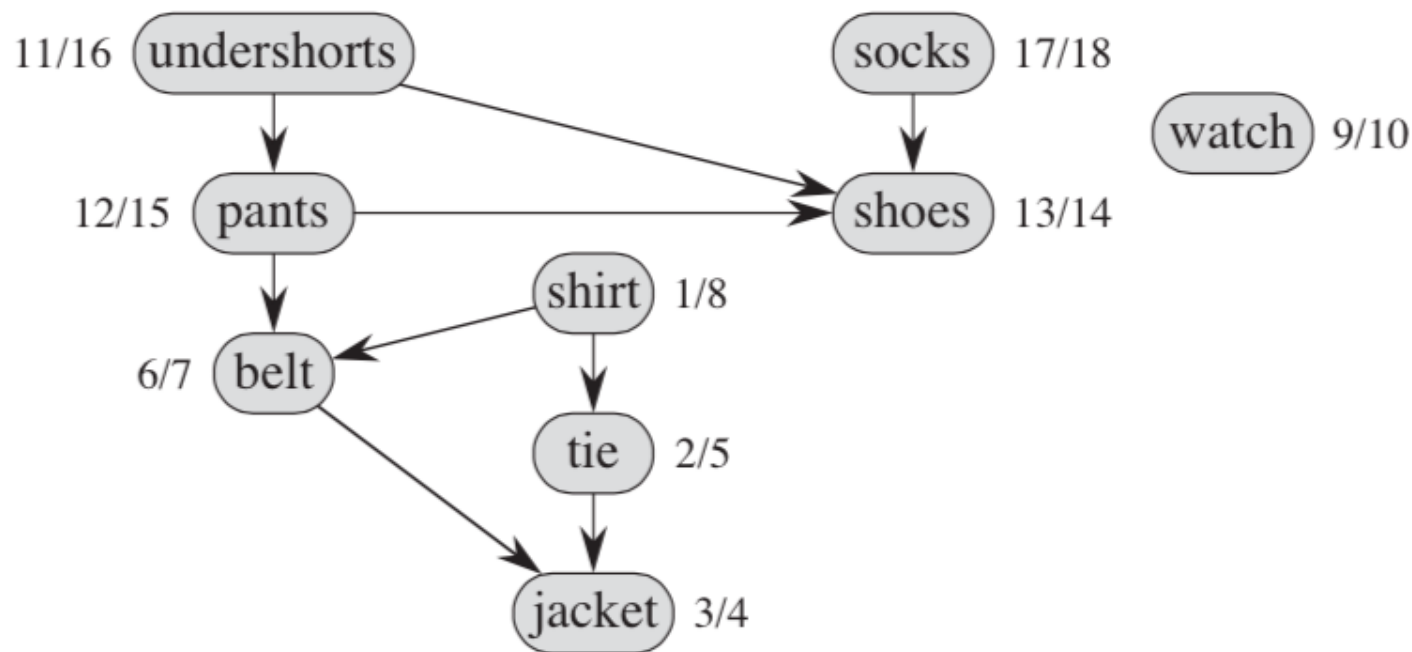 11/16 undershorts socks 17/18
watch 9/10
12/15 pants shoes 13/14
shirt 1/8
6/7 belt
tie 2/5
jacket 3/4